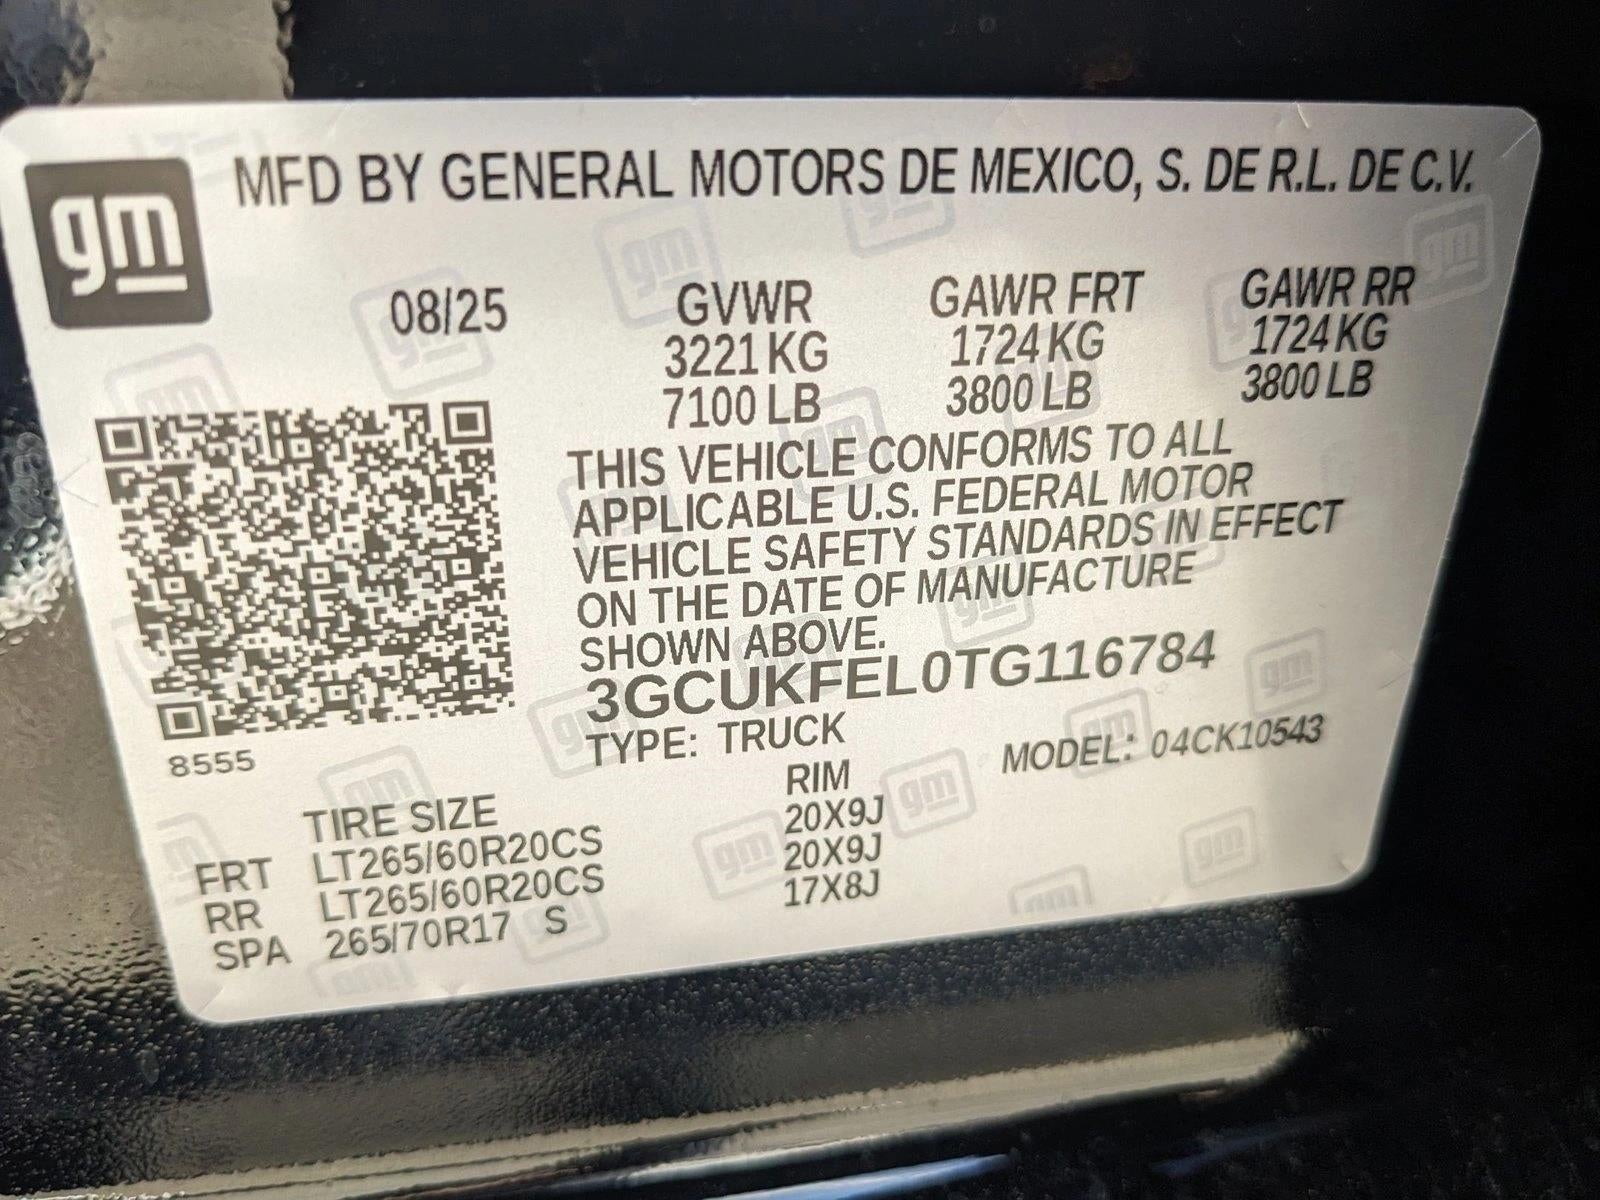 gm
MFD BY GENERAL MOTORS DE MEXICO, S. DE R.L. DE C.V.
08/25 GVWR GAWR FRT GAWR RR
3221 KG 1724 KG 1724 KG
7100 LB 3800 LB 3800 LB
THIS VEHICLE CONFORMS TO ALL
APPLICABLE U.S. FEDERAL MOTOR
VEHICLE SAFETY STANDARDS IN EFFECT
ON THE DATE OF MANUFACTURE
SHOWN ABOVE.
3GCUKFEL0TG116784
TYPE: TRUCK MODEL: 04CK10543
8555
TIRE SIZE RIM
FRT LT265/60R20CS 20X9J
RR LT265/60R20CS 20X9J
SPA 265/70R17 S 17X8J